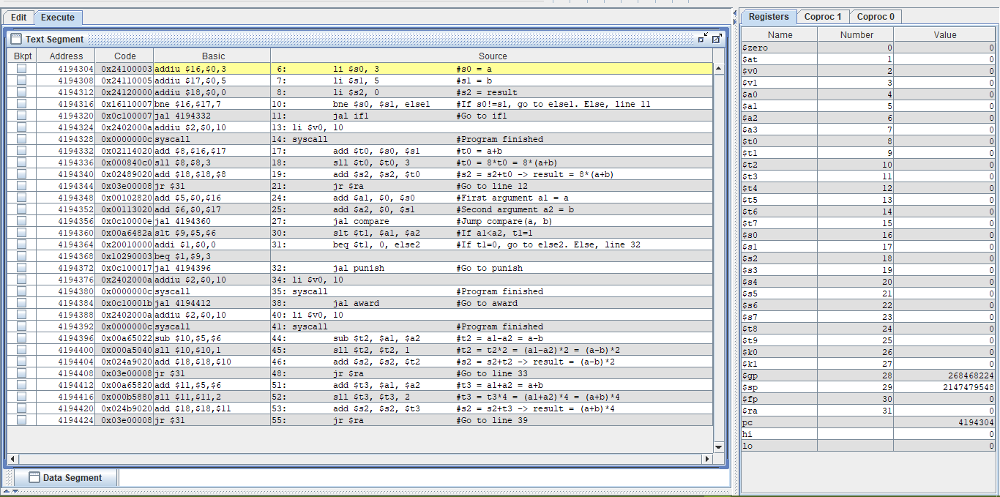 Edit Execute
Text Segment
Bkpt Address Code Basic Source
4194304 0x24100003 addiu $16,$0,3 6: li $s0, 3 #s0 = a
4194308 0x24110005 addiu $17,$0,5 7: li $s1, 5 #s1 = b
4194312 0x24120000 addiu $18,$0,0 8: li $s2, 0 #s2 = result
4194316 0x16110007 bne $16,$17,7 10: bne $s0, $s1, else1 #If s0!=s1, go to else1. Else, line 11
4194320 0x0c100007 jal 4194332 11: jal if1 #Go to if1
4194324 0x2402000a addiu $2,$0,10 13: li $v0, 10
4194328 0x0000000c syscall 14: syscall #Program finished
4194332 0x02114020 add $8,$16,$17 17: add $t0, $s0, $s1 #t0 = a+b
4194336 0x000840c0 sll $8,$8,3 18: sll $t0, $t0, 3 #t0 = 8*t0 = 8*(a+b)
4194340 0x02489020 add $18,$18,$8 19: add $s2, $s2, $t0 #s2 = s2+t0 -> result = 8*(a+b)
4194344 0x03e00008 jr $31 21: jr $ra #Go to line 12
4194348 0x00102820 add $5,$0,$16 24: add $a1, $0, $s0 #First argument a1 = a
4194352 0x00113020 add $6,$0,$17 25: add $a2, $0, $s1 #Second argument a2 = b
4194356 0x0c10000e jal 4194360 27: jal compare #Jump compare(a, b)
4194360 0x00a6482a slt $9,$5,$6 30: slt $t1, $a1, $a2 #If a1<a2, t1=1
4194364 0x20010000 addi $1,$0,0 31: beq $t1, 0, else2 #If t1=0, go to else2. Else, line 32
4194368 0x10290003 beq $1,$9,3
4194372 0x0c100017 jal 4194396 32: jal punish #Go to punish
4194376 0x2402000a addiu $2,$0,10 34: li $v0, 10
4194380 0x0000000c syscall 35: syscall #Program finished
4194384 0x0c10001b jal 4194412 38: jal award #Go to award
4194388 0x2402000a addiu $2,$0,10 40: li $v0, 10
4194392 0x0000000c syscall 41: syscall #Program finished
4194396 0x00a65022 sub $10,$5,$6 44: sub $t2, $a1, $a2 #t2 = a1-a2 = a-b
4194400 0x000a5040 sll $10,$10,1 45: sll $t2, $t2, 1 #t2 = t2*2 = (a1-a2)*2 = (a-b)*2
4194404 0x024a9020 add $18,$18,$10 46: add $s2, $s2, $t2 #s2 = s2+t2 -> result = (a-b)*2
4194408 0x03e00008 jr $31 48: jr $ra #Go to line 33
4194412 0x00a65820 add $11,$5,$6 51: add $t3, $a1, $a2 #t3 = a1+a2 = a+b
4194416 0x000b5880 sll $11,$11,2 52: sll $t3, $t3, 2 #t3 = t3*4 = (a1+a2)*4 = (a+b)*4
4194420 0x024b9020 add $18,$18,$11 53: add $s2, $s2, $t3 #s2 = s2+t3 -> result = (a+b)*4
4194424 0x03e00008 jr $31 55: jr $ra #Go to line 39
Data Segment
Registers Coproc 1 Coproc 0
Name Number Value
$zero 0 0
$at 1 0
$v0 2 0
$v1 3 0
$a0 4 0
$a1 5 0
$a2 6 0
$a3 7 0
$t0 8 0
$t1 9 0
$t2 10 0
$t3 11 0
$t4 12 0
$t5 13 0
$t6 14 0
$t7 15 0
$s0 16 0
$s1 17 0
$s2 18 0
$s3 19 0
$s4 20 0
$s5 21 0
$s6 22 0
$s7 23 0
$t8 24 0
$t9 25 0
$k0 26 0
$k1 27 0
$gp 28 268468224
$sp 29 2147479548
$fp 30 0
$ra 31 0
pc 4194304
hi 0
lo 0